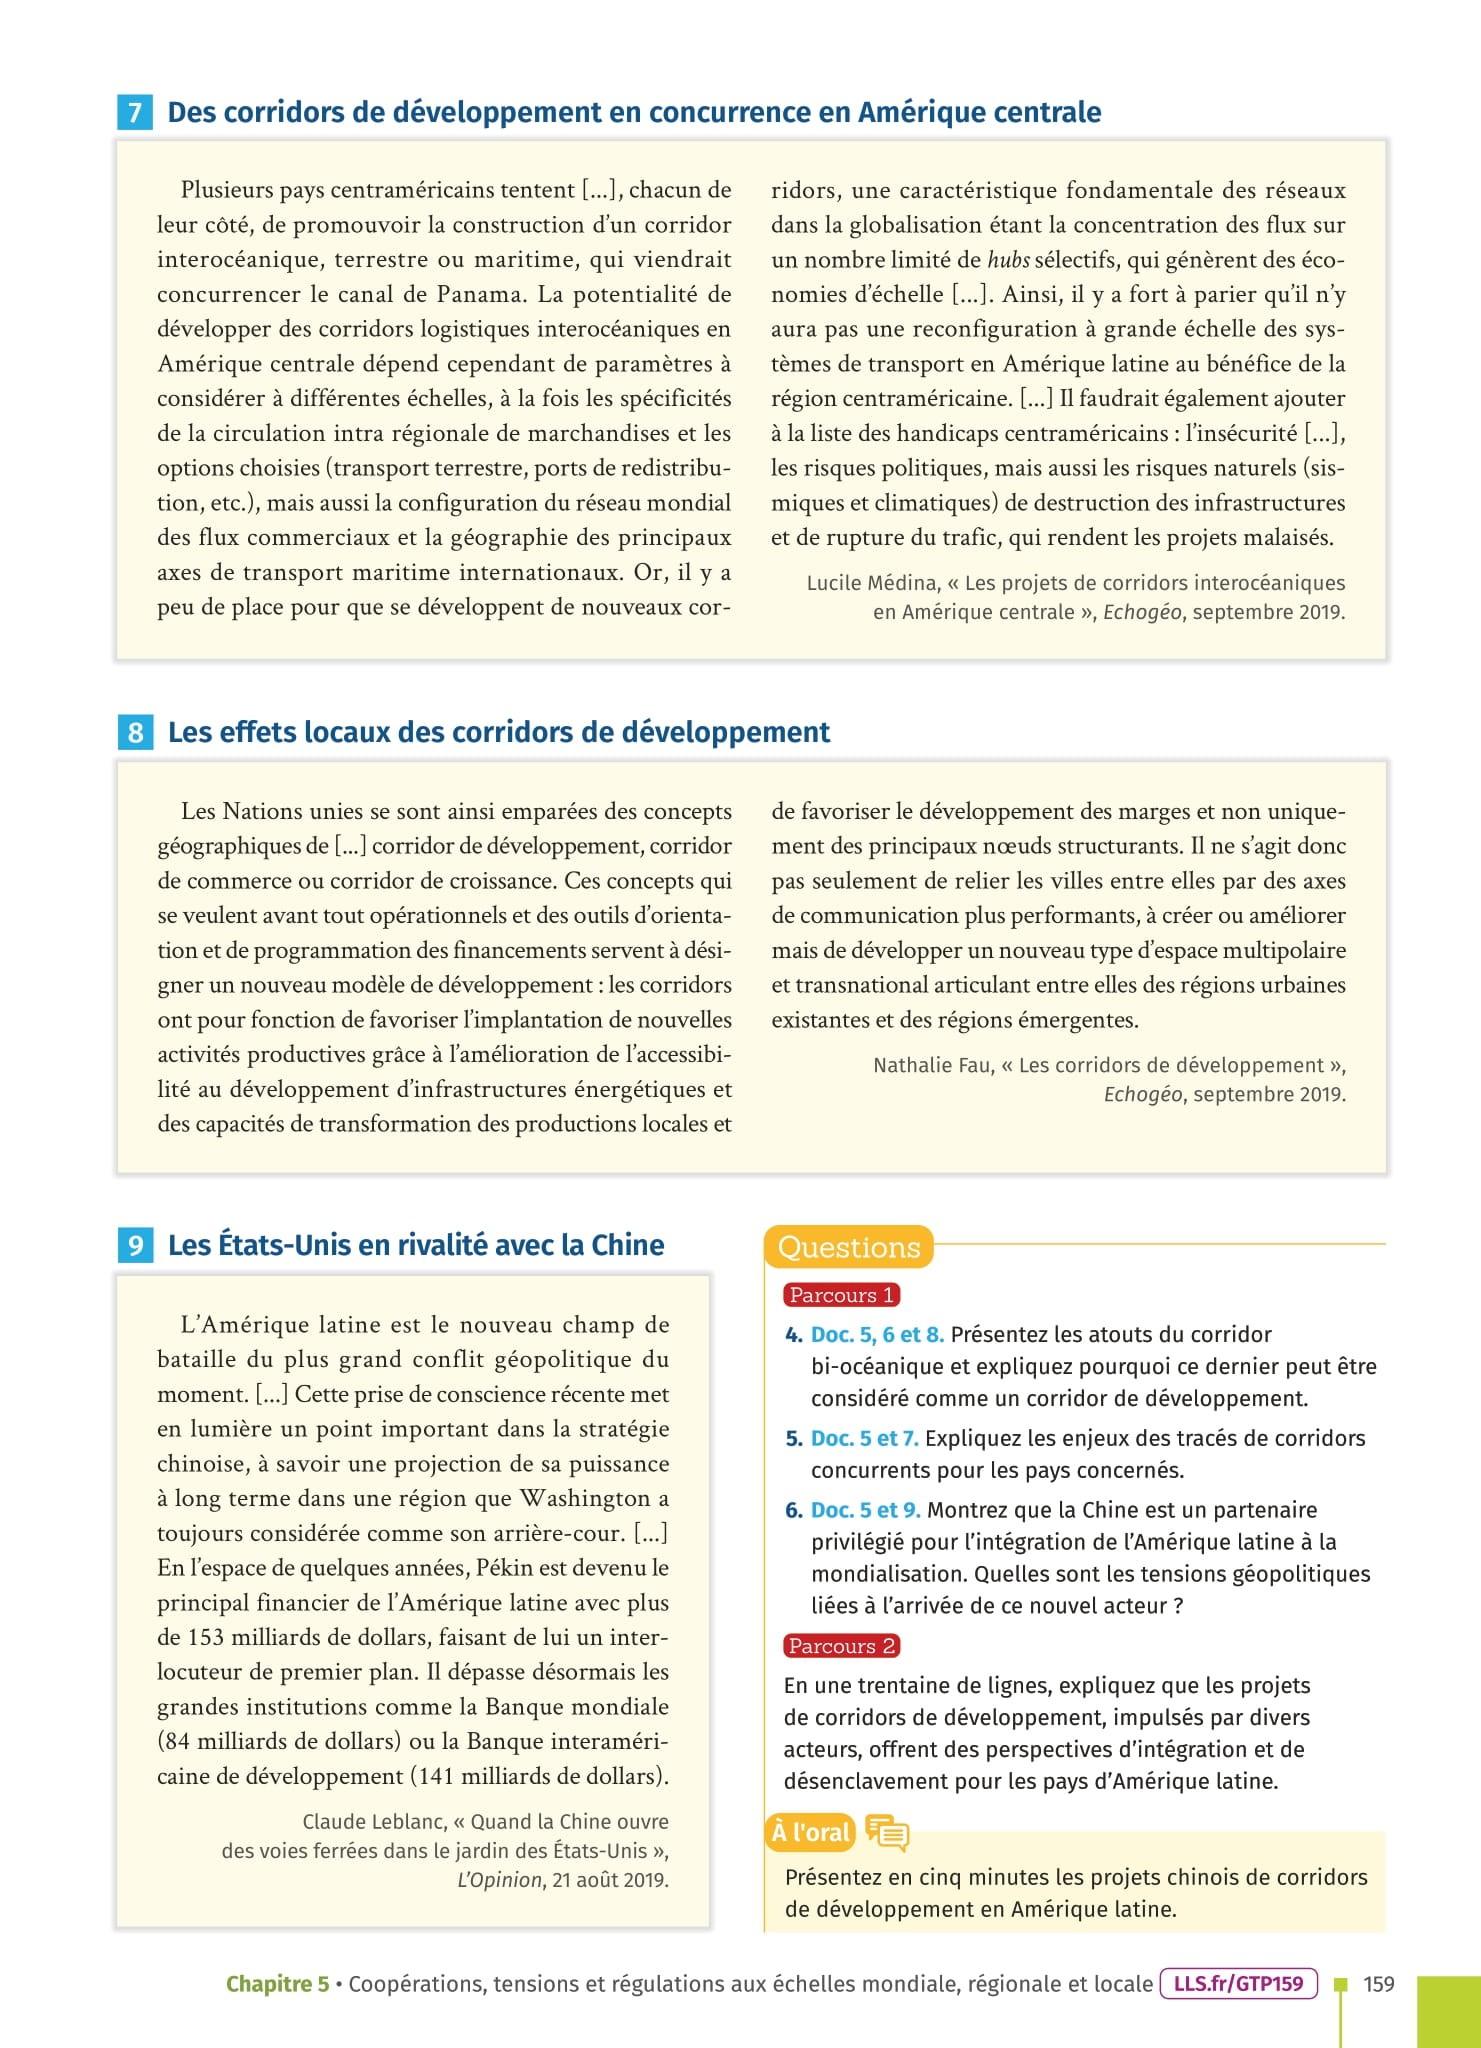 7 Des corridors de développement en concurrence en Amérique centrale
Plusieurs pays centraméricains tentent [...], chacun de
leur côté, de promouvoir la construction d'un corridor
interocéanique, terrestre ou maritime, qui viendrait
concurrencer le canal de Panama. La potentialité de
développer des corridors logistiques interocéaniques en
Amérique centrale dépend cependant de paramètres à
considérer à différentes échelles, à la fois les spécificités
de la circulation intra régionale de marchandises et les
options choisies (transport terrestre, ports de redistribu-
tion, etc.), mais aussi la configuration du réseau mondial
des flux commerciaux et la géographie des principaux
axes de transport maritime internationaux. Or, il y a
peu de place pour que se développent de nouveaux cor-
ridors, une caractéristique fondamentale des réseaux
dans la globalisation étant la concentration des flux sur
un nombre limité de hubs sélectifs, qui génèrent des éco-
nomies d'échelle [...]. Ainsi, il y a fort à parier qu'il n'y
aura pas une reconfiguration à grande échelle des sys-
tèmes de transport en Amérique latine au bénéfice de la
région centraméricaine. [...] Il faudrait également ajouter
à la liste des handicaps centraméricains : l'insécurité [...],
les risques politiques, mais aussi les risques naturels (sis-
miques et climatiques) de destruction des infrastructures
et de rupture du trafic, qui rendent les projets malaisés.
Lucile Médina, « Les projets de corridors interocéaniques
en Amérique centrale », Echogéo, septembre 2019.
8 Les effets locaux des corridors de développement
Les Nations unies se sont ainsi emparées des concepts
géographiques de [...] corridor de développement, corridor
de commerce ou corridor de croissance. Ces concepts qui
se veulent avant tout opérationnels et des outils d'orienta-
tion et de programmation des financements servent à dési-
gner un nouveau modèle de développement : les corridors
ont pour fonction de favoriser l'implantation de nouvelles
activités productives grâce à l'amélioration de l'accessibi-
lité au développement d'infrastructures énergétiques et
des capacités de transformation des productions locales et
de favoriser le développement des marges et non unique-
ment des principaux nœuds structurants. Il ne s'agit donc
pas seulement de relier les villes entre elles par des axes
de communication plus performants, à créer ou améliorer
mais de développer un nouveau type d'espace multipolaire
et transnational articulant entre elles des régions urbaines
existantes et des régions émergentes.
Nathalie Fau, « Les corridors de développement »,
Echogéo, septembre 2019.
9 Les États-Unis en rivalité avec la Chine
L'Amérique latine est le nouveau champ de
bataille du plus grand conflit géopolitique du
moment. [...] Cette prise de conscience récente met
en lumière un point important dans la stratégie
chinoise, à savoir une projection de sa puissance
à long terme dans une région que Washington a
toujours considérée comme son arrière-cour. [...]
En l'espace de quelques années, Pékin est devenu le
principal financier de l'Amérique latine avec plus
de 153 milliards de dollars, faisant de lui un inter-
locuteur de premier plan. Il dépasse désormais les
grandes institutions comme la Banque mondiale
(84 milliards de dollars) ou la Banque interaméri-
caine de développement (141 milliards de dollars).
Claude Leblanc, « Quand la Chine ouvre
des voies ferrées dans le jardin des États-Unis »,
L'Opinion, 21 août 2019.
Questions
Parcours 1
4. Doc. 5, 6 et 8. Présentez les atouts du corridor
bi-océanique et expliquez pourquoi ce dernier peut être
considéré comme un corridor de développement.
5. Doc. 5 et 7. Expliquez les enjeux des tracés de corridors
concurrents pour les pays concernés.
6. Doc. 5 et 9. Montrez que la Chine est un partenaire
privilégié pour l'intégration de l'Amérique latine à la
mondialisation. Quelles sont les tensions géopolitiques
liées à l'arrivée de ce nouvel acteur ?
Parcours 2
En une trentaine de lignes, expliquez que les projets
de corridors de développement, impulsés par divers
acteurs, offrent des perspectives d'intégration et de
désenclavement pour les pays d'Amérique latine.
À l'oral
Présentez en cinq minutes les projets chinois de corridors
de développement en Amérique latine.
Chapitre 5 • Coopérations, tensions et régulations aux échelles mondiale, régionale et locale LLS.fr/GTP159 159